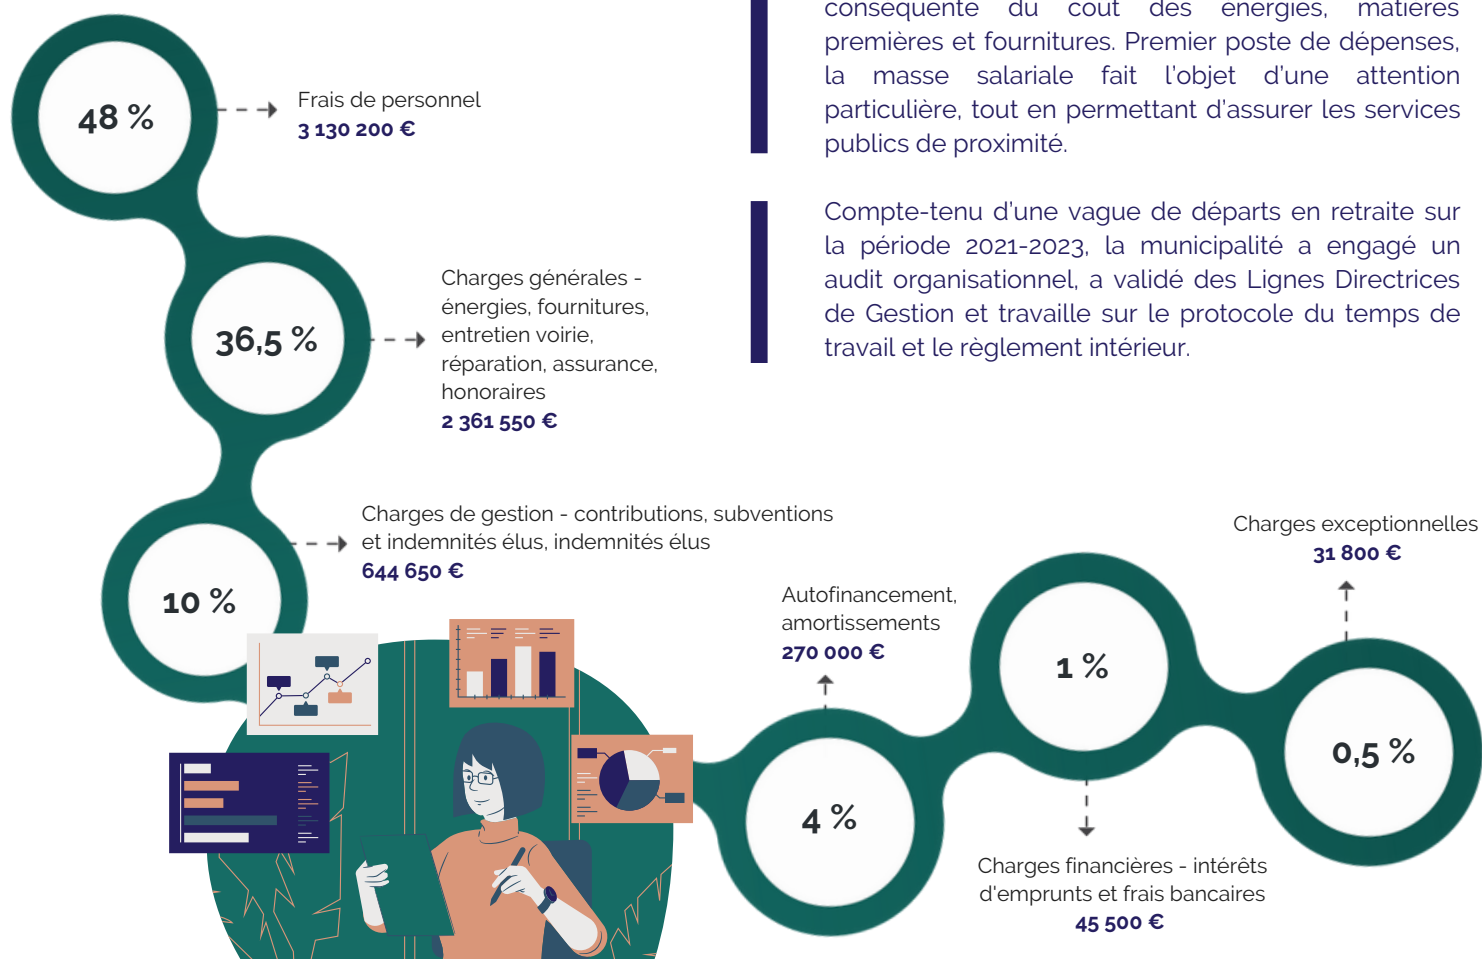 conséquente du coût des énergies, matières
premières et fournitures. Premier poste de dépenses,
la masse salariale fait l'objet d'une attention
particulière, tout en permettant d'assurer les services
publics de proximité.
Compte-tenu d'une vague de départs en retraite sur
la période 2021-2023, la municipalité a engagé un
audit organisationnel, a validé des Lignes Directrices
de Gestion et travaille sur le protocole du temps de
travail et le règlement intérieur.
48 %
Frais de personnel
3 130 200 €
36,5 %
Charges générales -
énergies, fournitures,
entretien voirie,
réparation, assurance,
honoraires
2 361 550 €
10 %
Charges de gestion - contributions, subventions
et indemnités élus, indemnités élus
644 650 €
4 %
Autofinancement,
amortissements
270 000 €
1 %
Charges financières - intérêts
d'emprunts et frais bancaires
45 500 €
0,5 %
Charges exceptionnelles
31 800 €